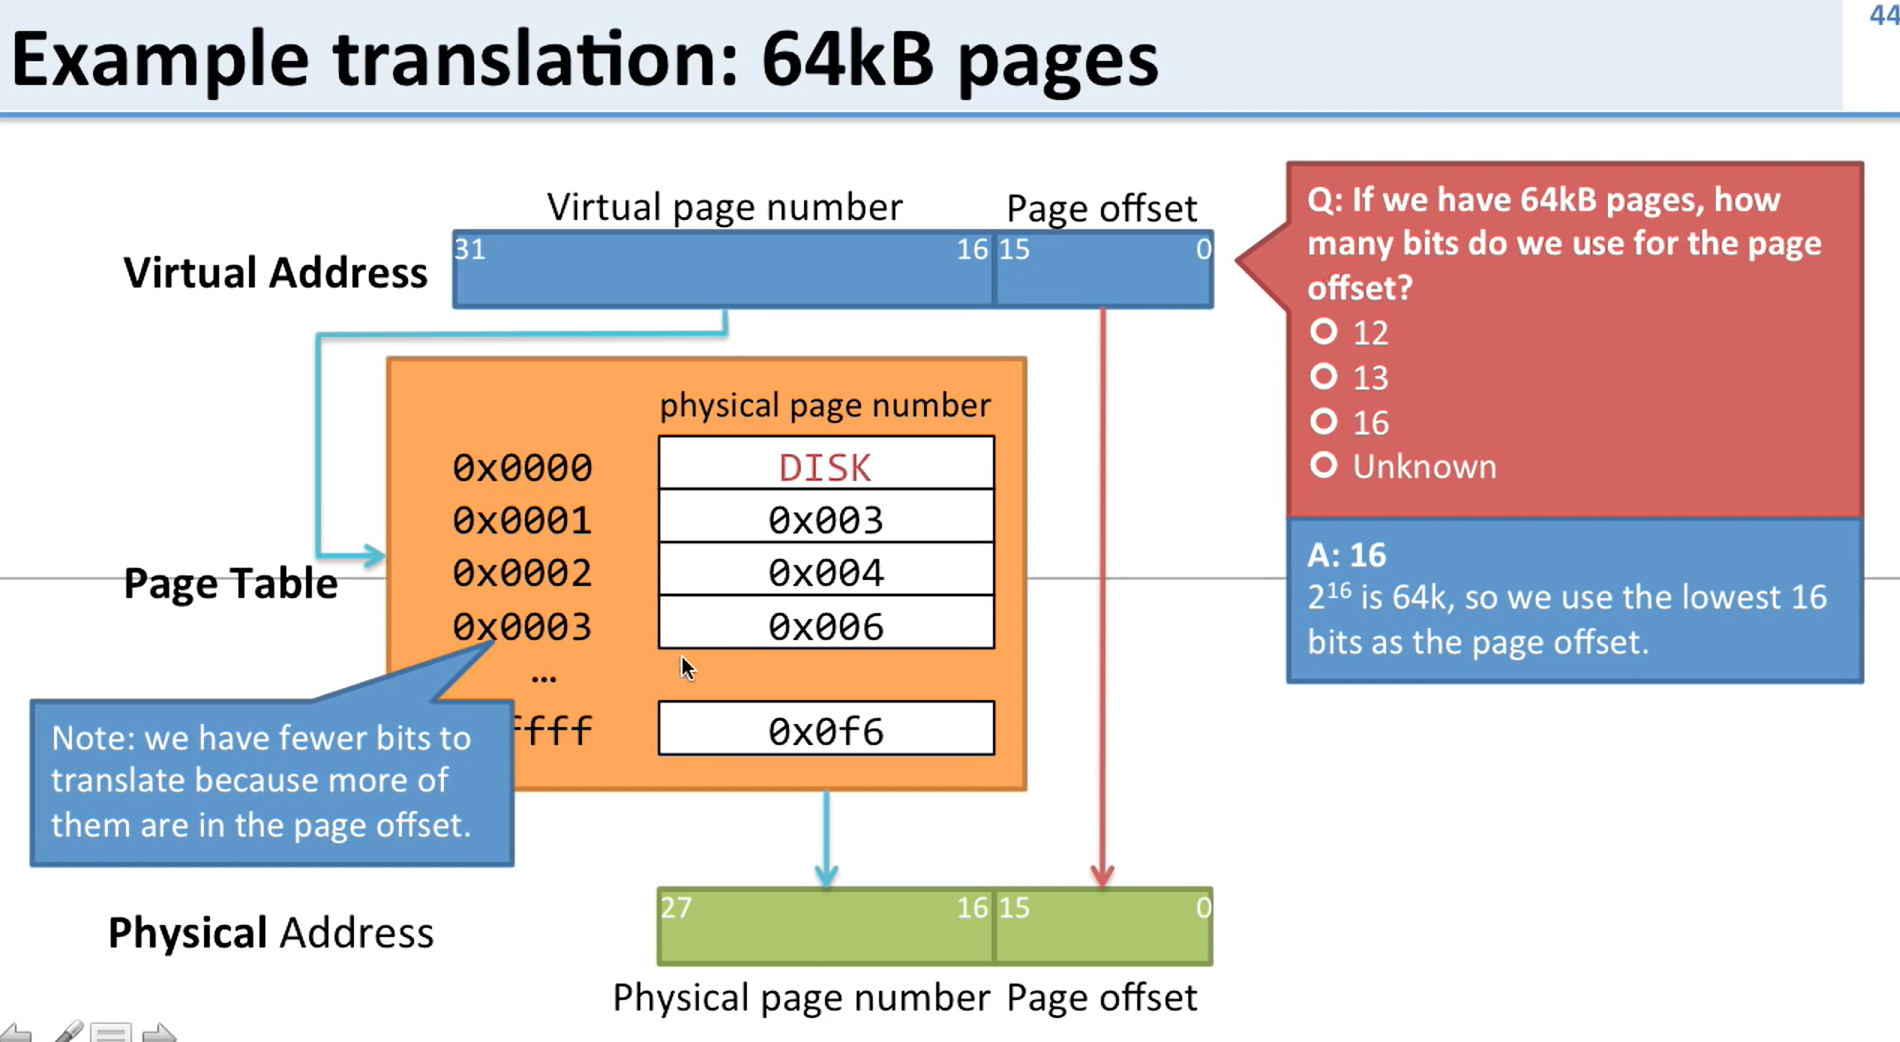 44
Example translation: 64kB pages
Virtual page number
Page offset
Virtual Address
31
16
15
0
Q: If we have 64kB pages, how
many bits do we use for the page
offset?
12
13
16
Unknown
A: 16
2¹⁶ is 64k, so we use the lowest 16
bits as the page offset.
physical page number
0x0000
DISK
0x0001
0x003
0x0002
0x004
0x0003
0x006
...
ffff
0x0f6
Page Table
Note: we have fewer bits to
translate because more of
them are in the page offset.
27
16
15
0
Physical Address
Physical page number
Page offset